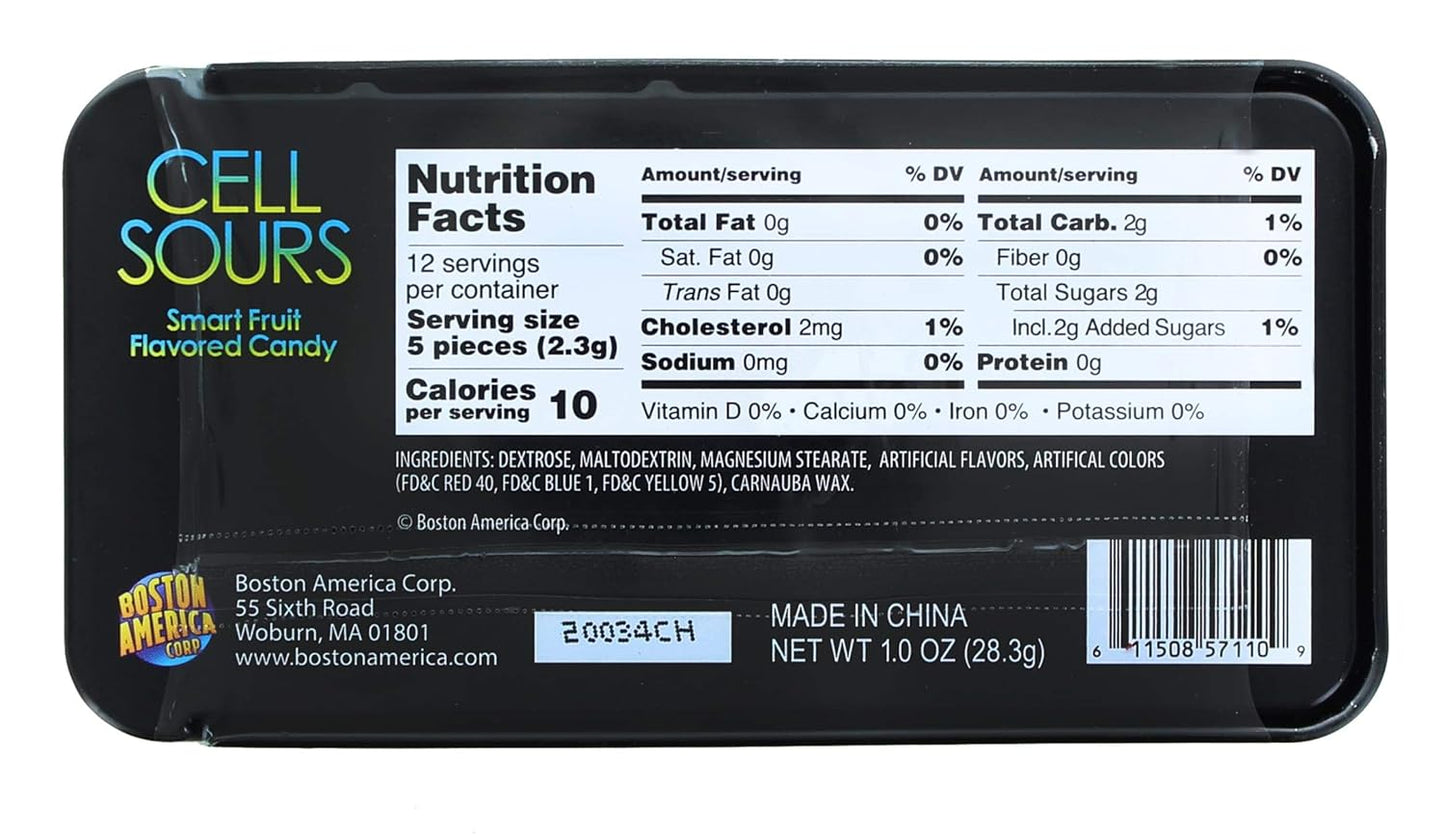 CELL
SOURS
Smart Fruit
Flavored Candy
Nutrition
Facts
12 servings
per container
Serving size
5 pieces (2.3g)
Calories
per serving 10
Amount/serving % DV
Total Fat 0g 0%
Sat. Fat 0g 0%
Trans Fat 0g
Cholesterol 2mg 1%
Sodium 0mg 0%
Amount/serving % DV
Total Carb. 2g 1%
Fiber 0g 0%
Total Sugars 2g
Incl. 2g Added Sugars 1%
Protein 0g
Vitamin D 0% • Calcium 0% • Iron 0% • Potassium 0%
INGREDIENTS: DEXTROSE, MALTODEXTRIN, MAGNESIUM STEARATE, ARTIFICIAL FLAVORS, ARTIFICAL COLORS
(FD&C RED 40, FD&C BLUE 1, FD&C YELLOW 5), CARNAUBA WAX.
© Boston America Corp.
BOSTON
AMERICA
CORP
Boston America Corp.
55 Sixth Road
Woburn, MA 01801
www.bostonamerica.com
20034CH
MADE IN CHINA
NET WT 1.0 OZ (28.3g)
6 11508 57110 9